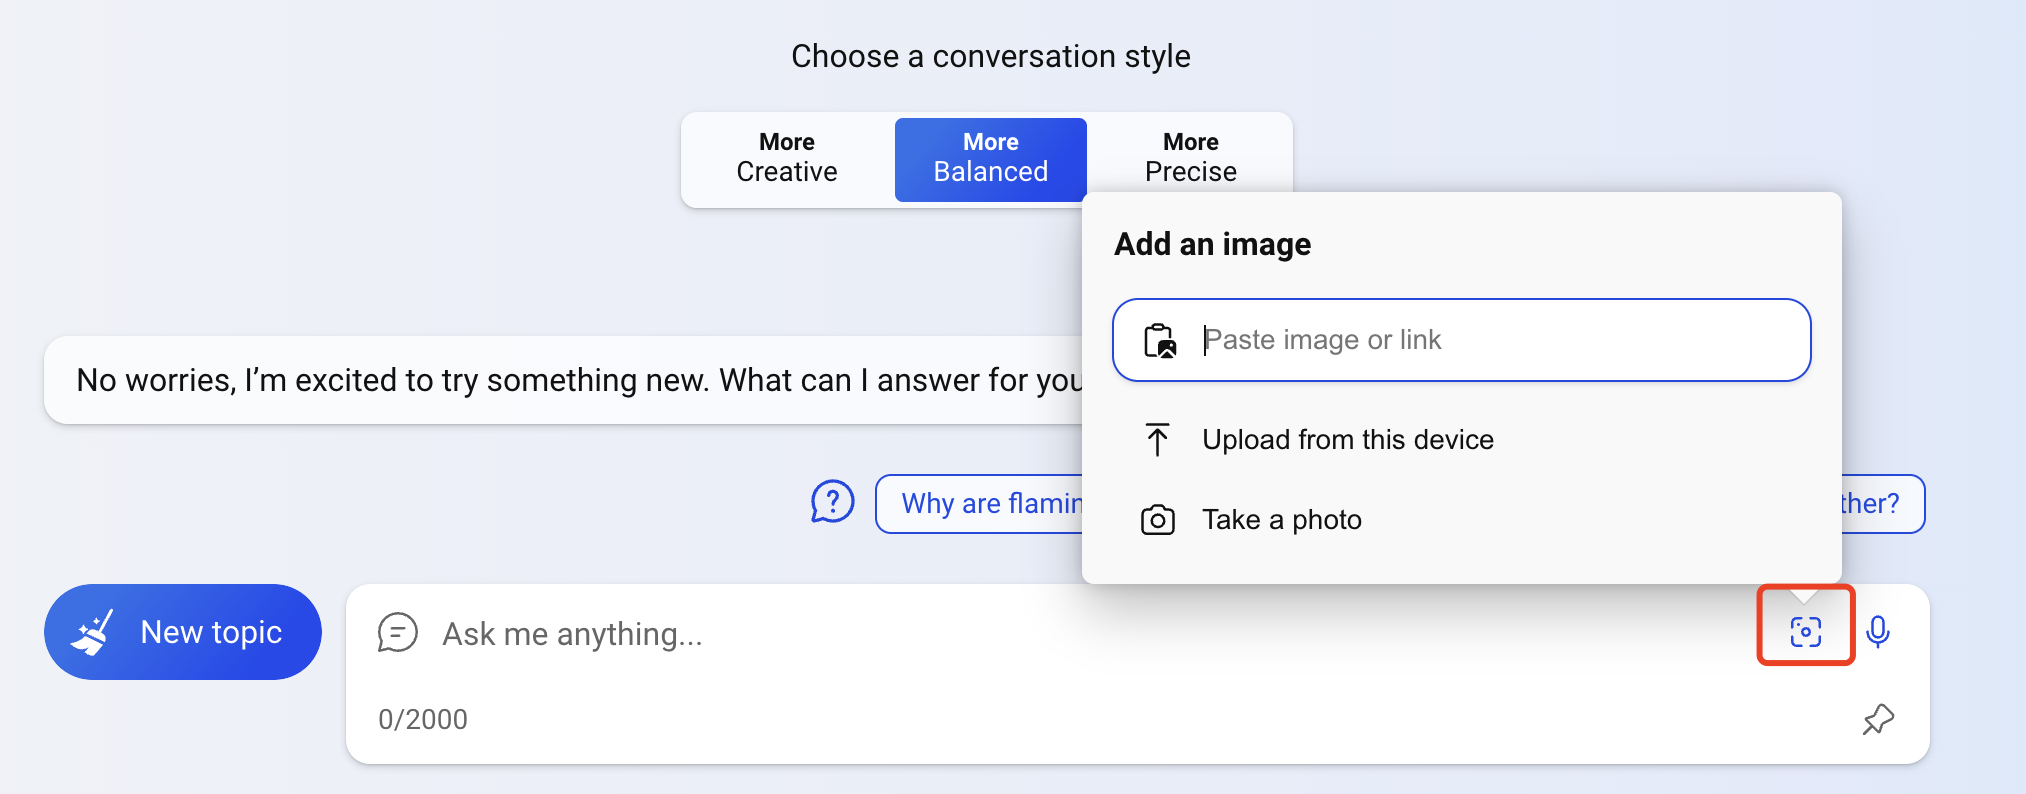 Choose a conversation style
More
Creative
More
Balanced
More
Precise
Add an image
Paste image or link
No worries, I'm excited to try something new. What can I answer for you
Upload from this device
Why are flamin
ther?
Take a photo
New topic
Ask me anything...
0/2000